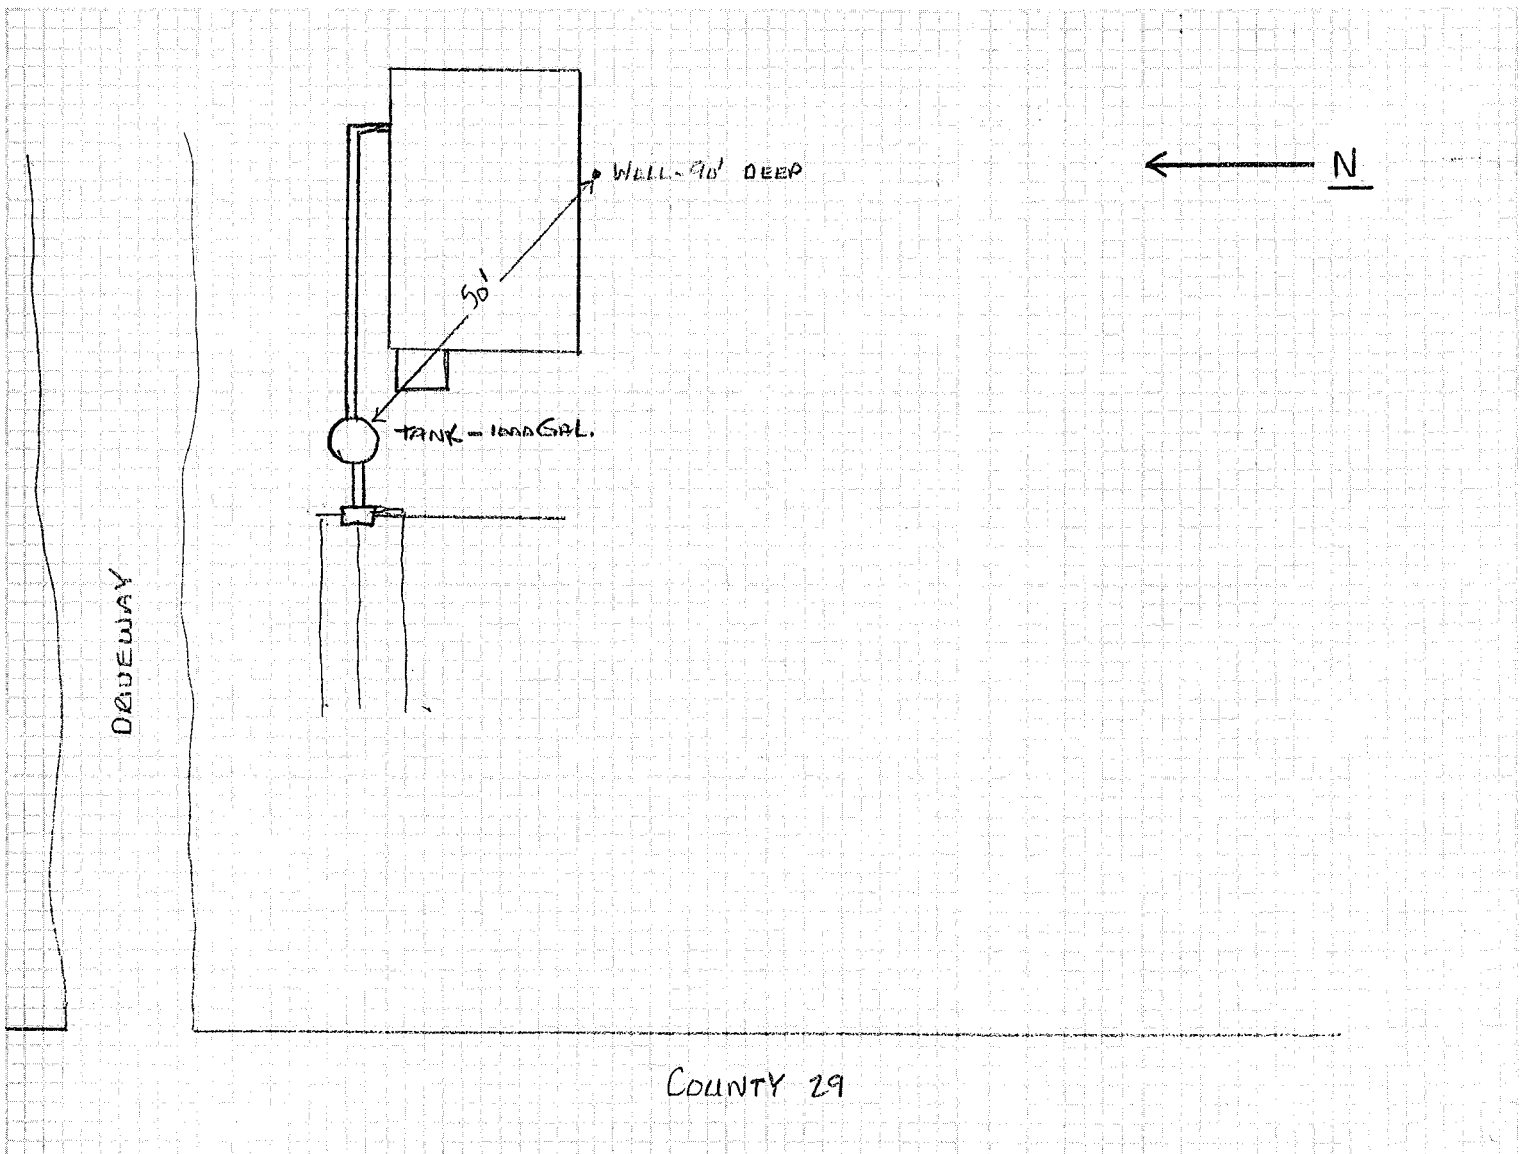 N
WELL - 90' DEEP
50'
TANK - 1000 GAL.
DRIVEWAY
COUNTY 29